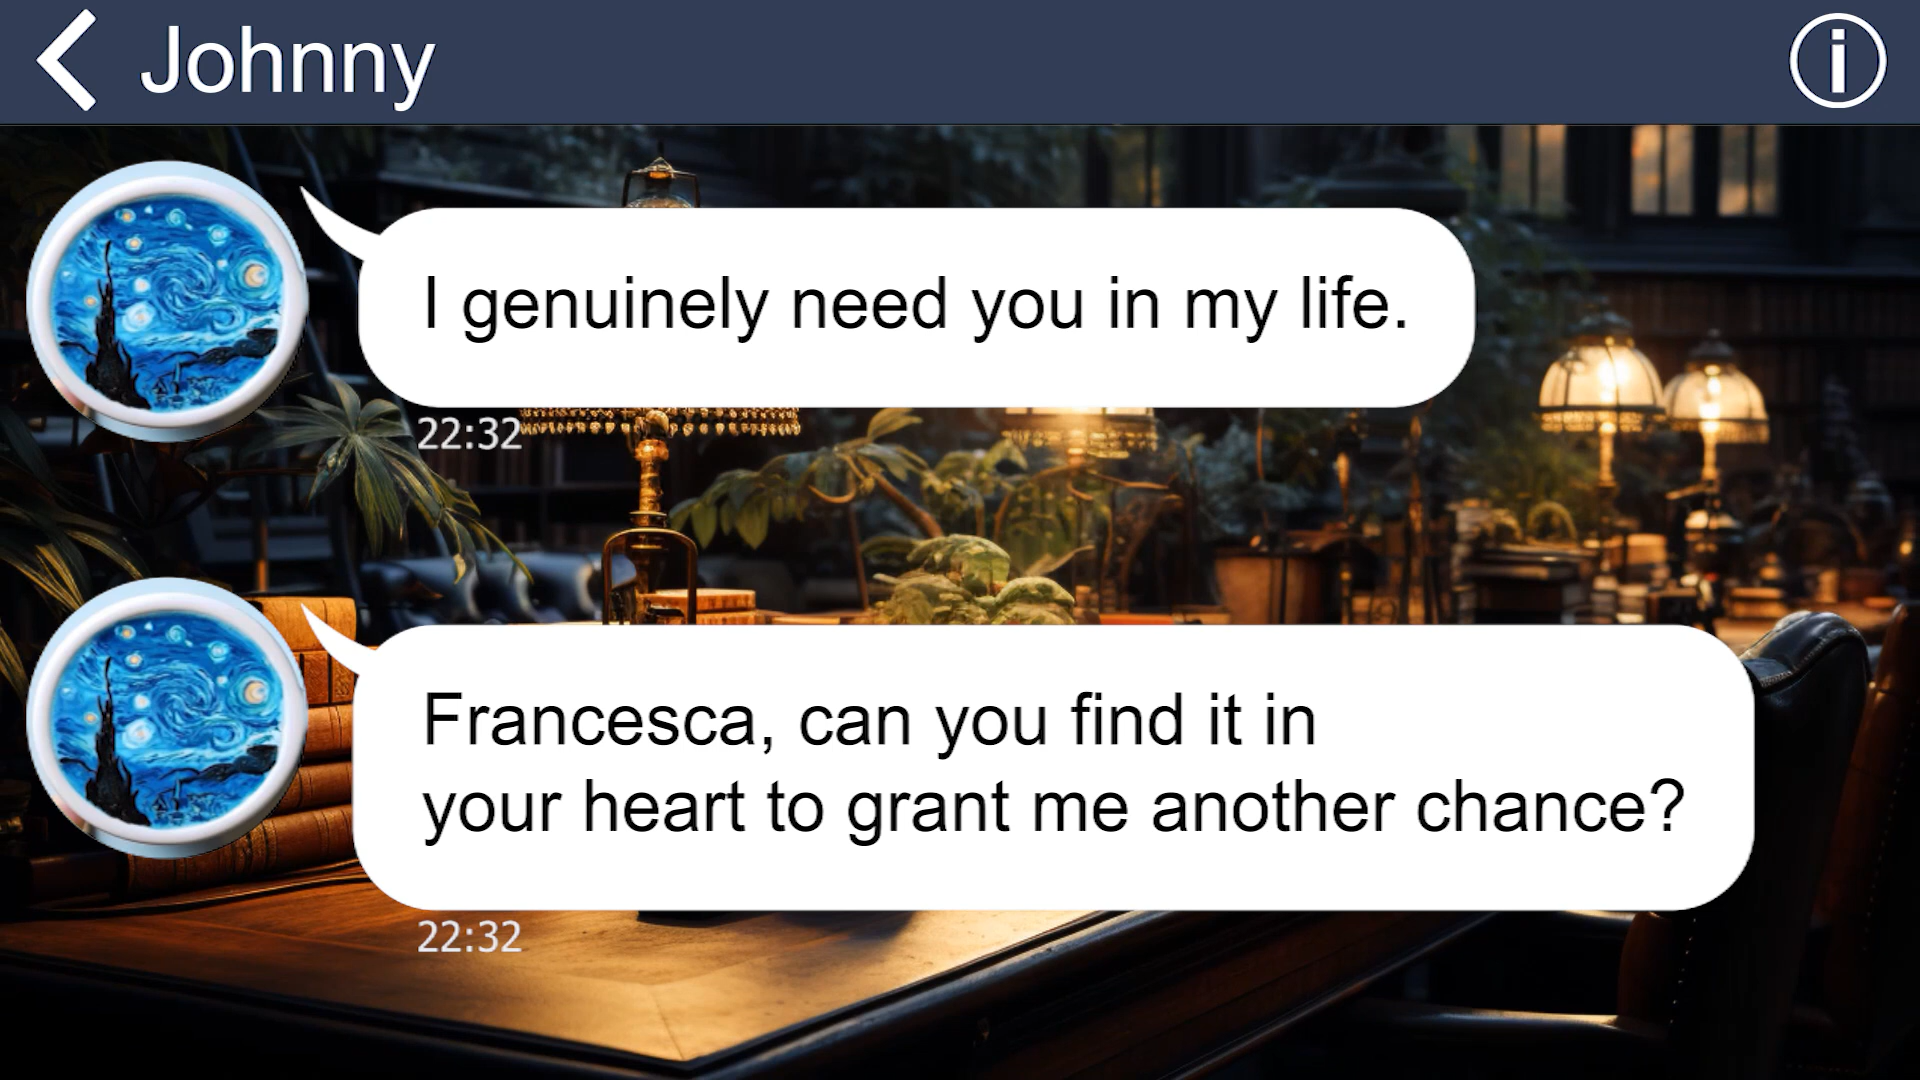 Johnny
I genuinely need you in my life.
22:32
Francesca, can you find it in
your heart to grant me another chance?
22:32